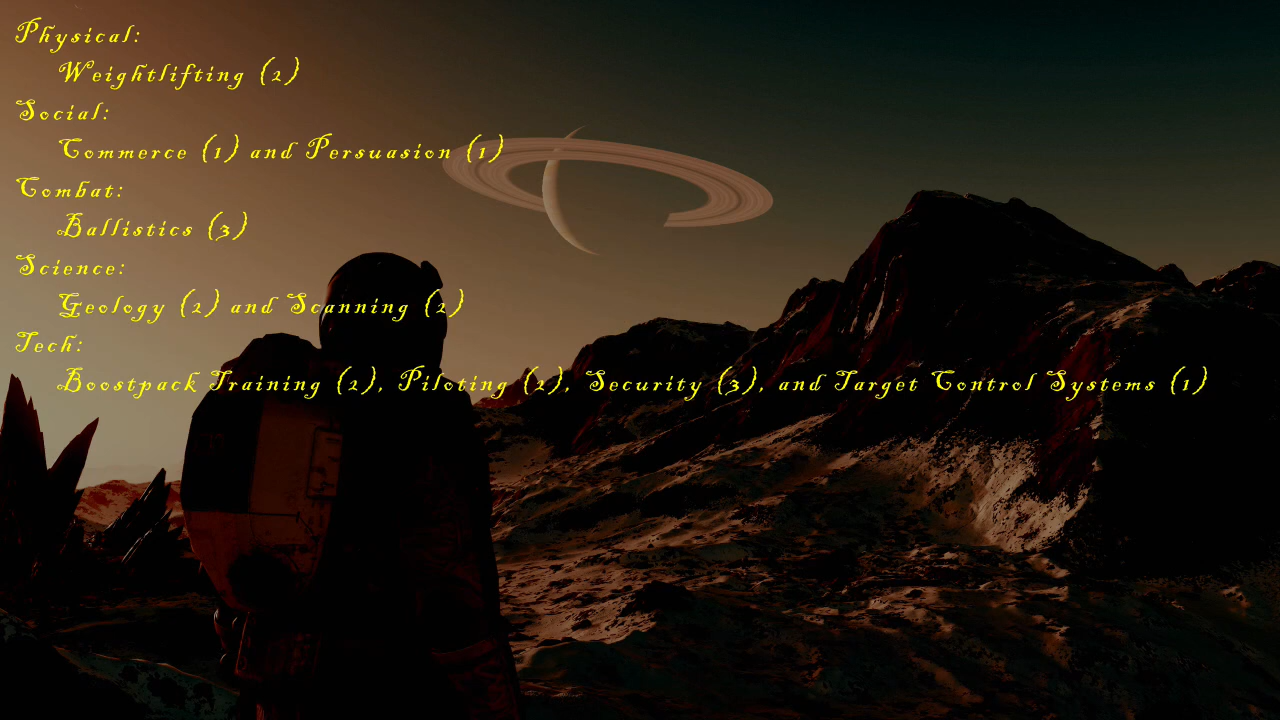 Physical:
Weightlifting (2)
Social:
Commerce (1) and Persuasion (1)
Combat:
Ballistics (3)
Science:
Geology (2) and Scanning (2)
Tech:
Boostpack Training (2), Piloting (2), Security (3), and Target Control Systems (1)